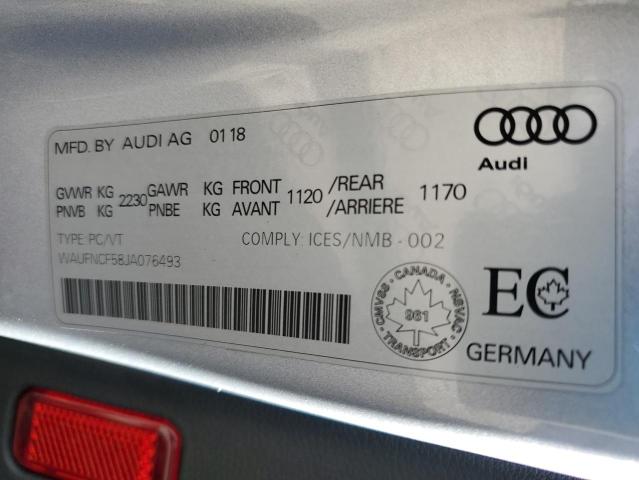 MFD. BY AUDI AG 01 18
Audi
GVWR KG 2230 GAWR KG FRONT 1120 /REAR 1170
PNVB KG PNBE KG AVANT /ARRIERE
TYPE: PC/VT COMPLY: ICES/NMB - 002
WAUFNCF58JA076493
CANADA
CMVSS NSVAC
961
TRANSPORT
EC
GERMANY